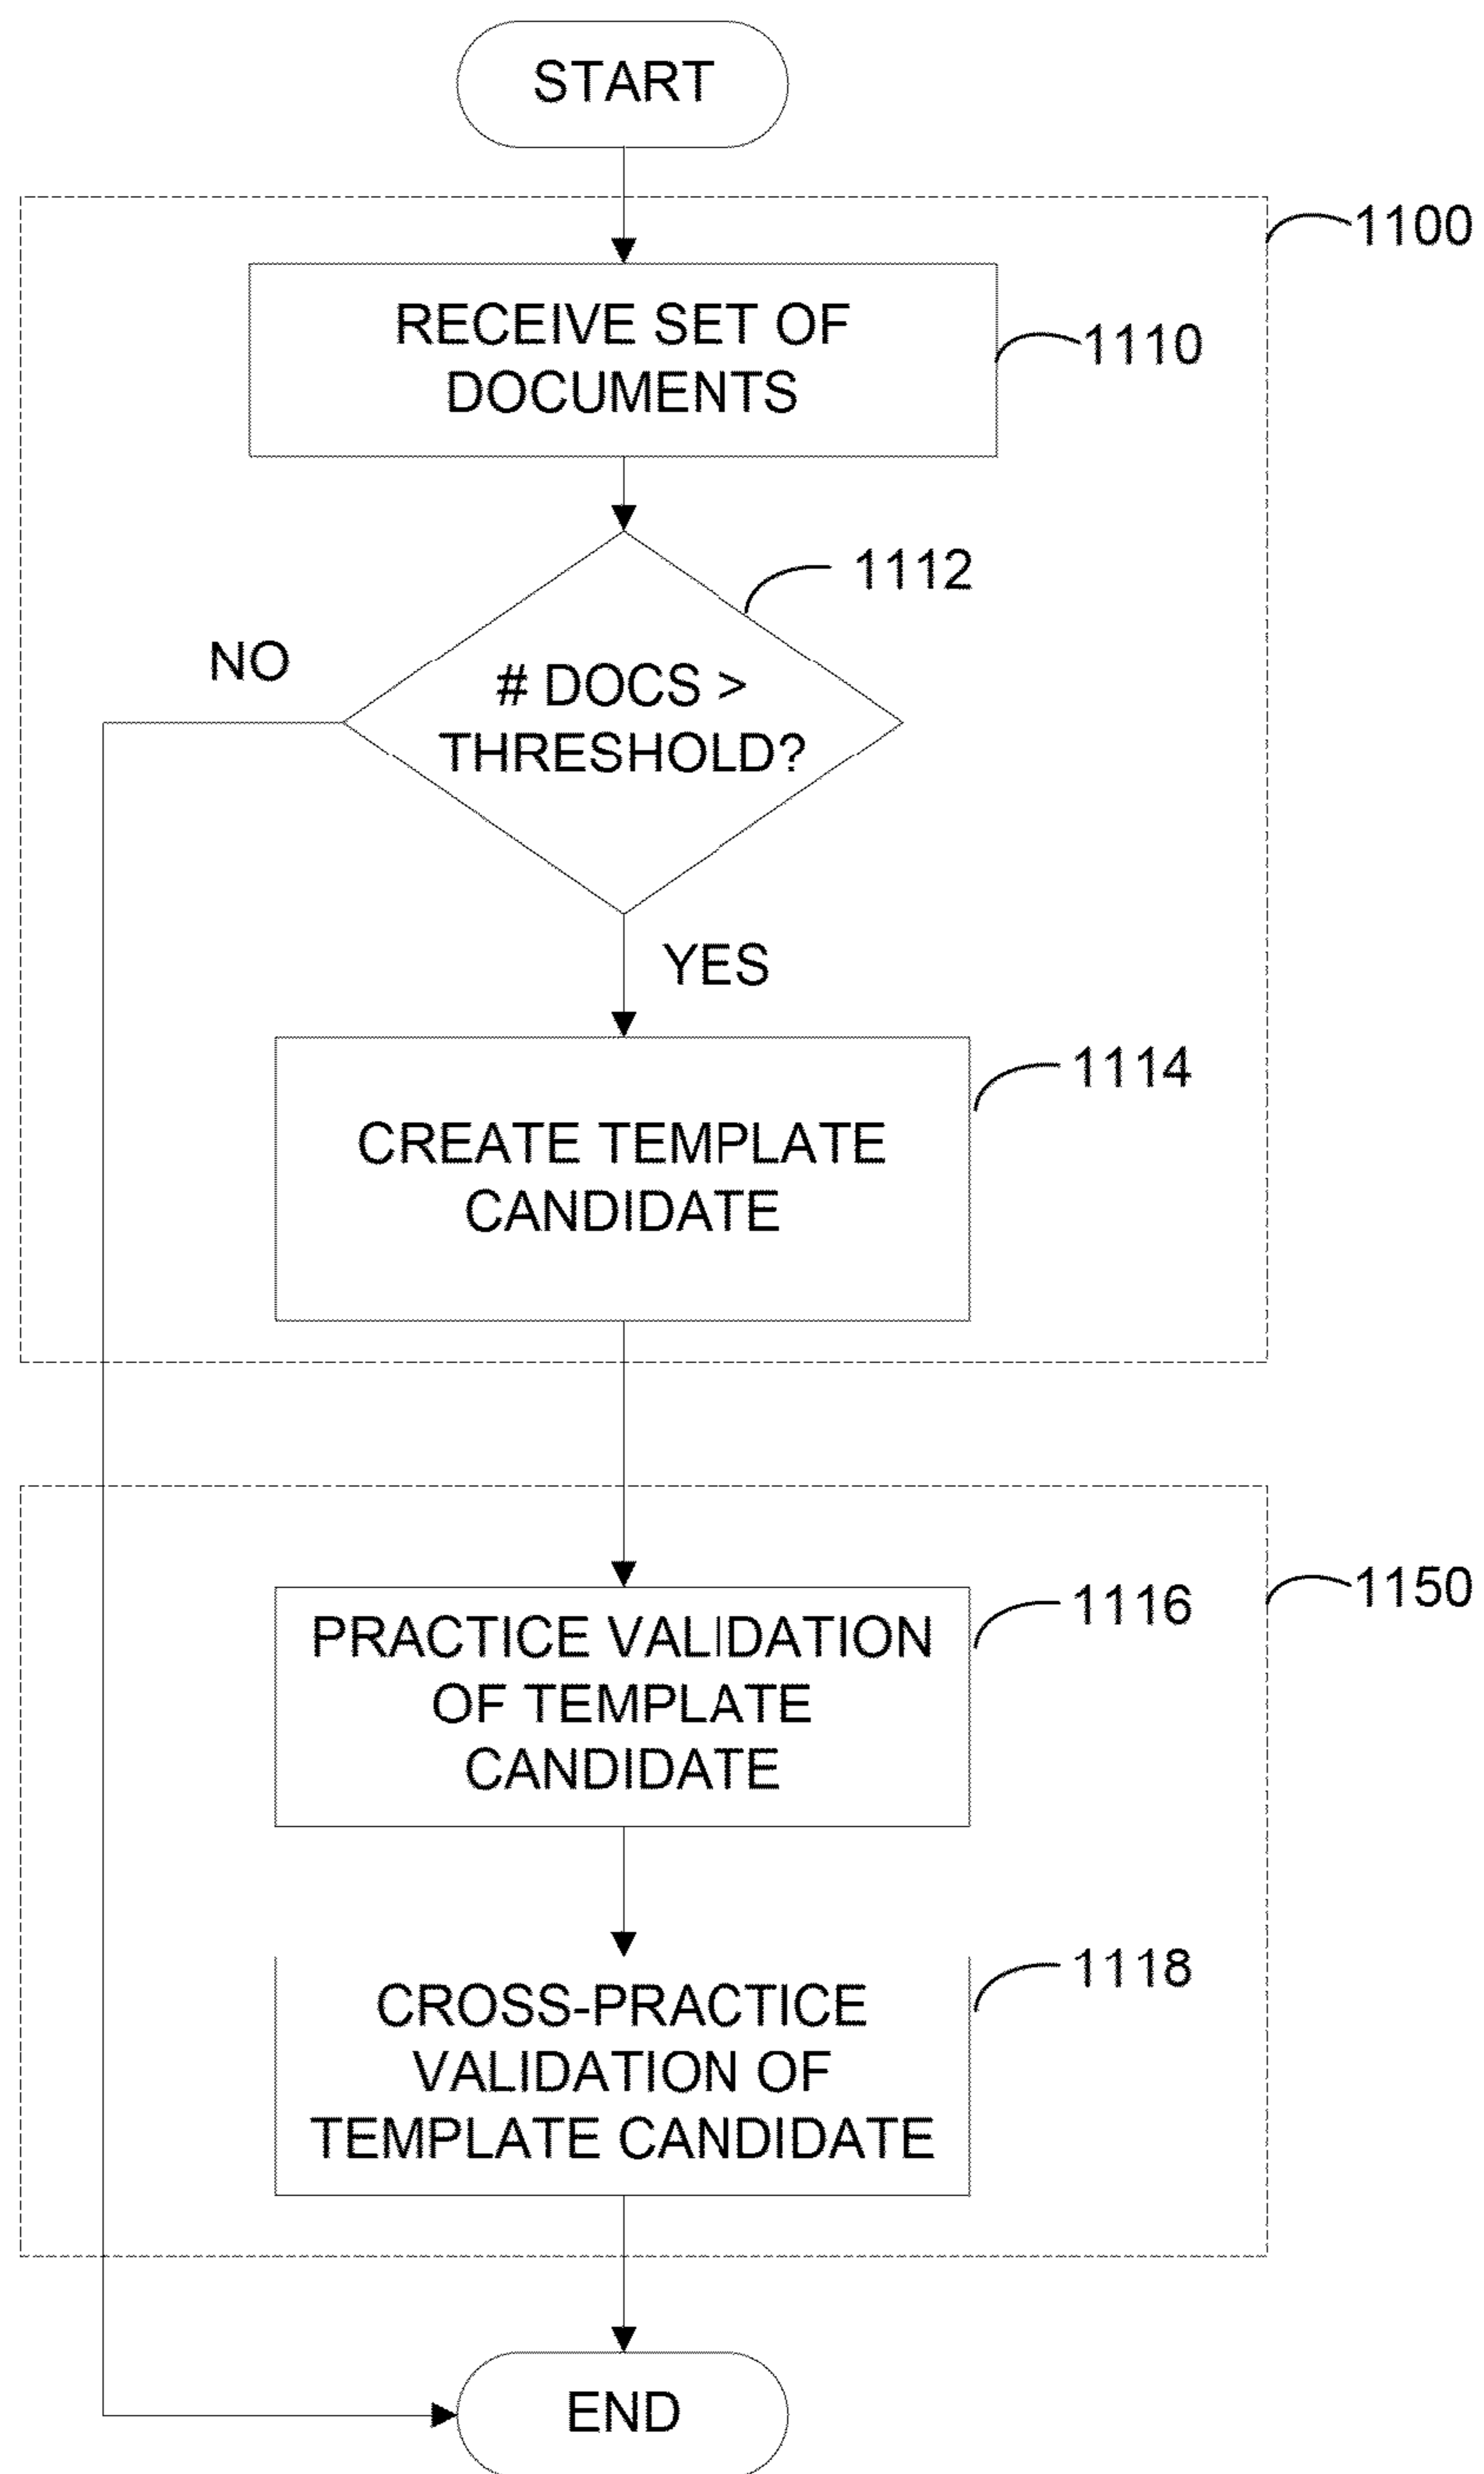 START
1100
RECEIVE SET OF
DOCUMENTS
1110
1112
NO
# DOCS >
THRESHOLD?
YES
1114
CREATE TEMPLATE
CANDIDATE
1150
1116
PRACTICE VALIDATION
OF TEMPLATE
CANDIDATE
1118
CROSS-PRACTICE
VALIDATION OF
TEMPLATE CANDIDATE
END